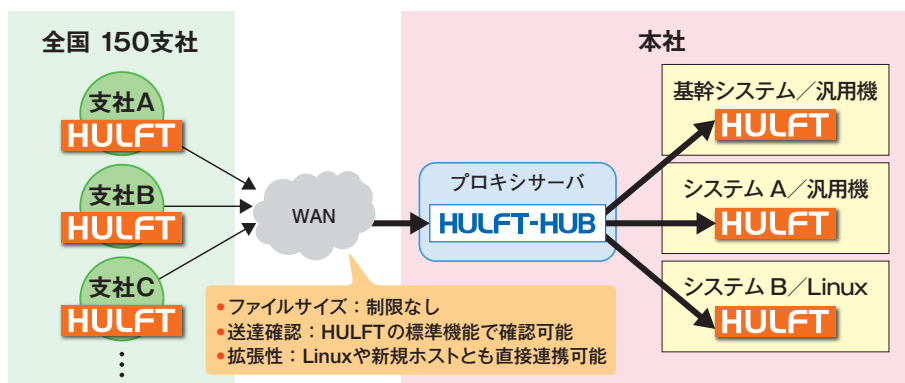 全国 150支社
支社A
HULFT
支社B
HULFT
支社C
HULFT
⋮
WAN
• ファイルサイズ：制限なし
• 送達確認：HULFTの標準機能で確認可能
• 拡張性：Linuxや新規ホストとも直接連携可能
本社
プロキシサーバ
HULFT-HUB
基幹システム／汎用機
HULFT
システム A／汎用機
HULFT
システム B／Linux
HULFT